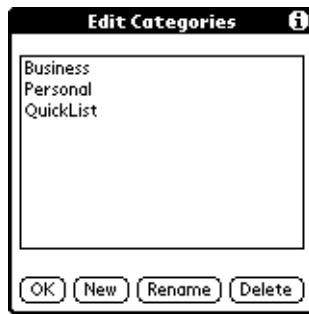 Edit Categories i
Business
Personal
QuickList
OK New Rename Delete